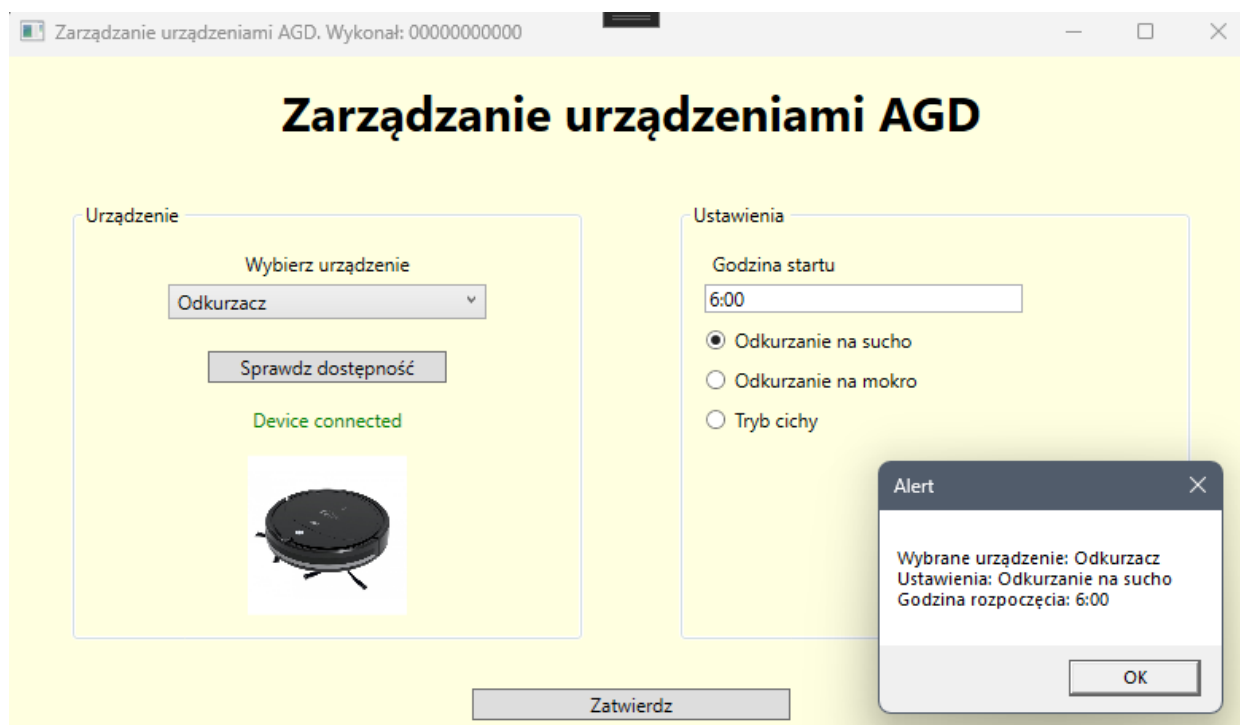 Zarządzanie urządzeniami AGD. Wykonał: 00000000000
Zarządzanie urządzeniami AGD
Urządzenie
Wybierz urządzenie
Odkurzacz
Sprawdz dostępność
Device connected
Ustawienia
Godzina startu
6:00
Odkurzanie na sucho
Odkurzanie na mokro
Tryb cichy
Alert
Wybrane urządzenie: Odkurzacz
Ustawienia: Odkurzanie na sucho
Godzina rozpoczęcia: 6:00
OK
Zatwierdz